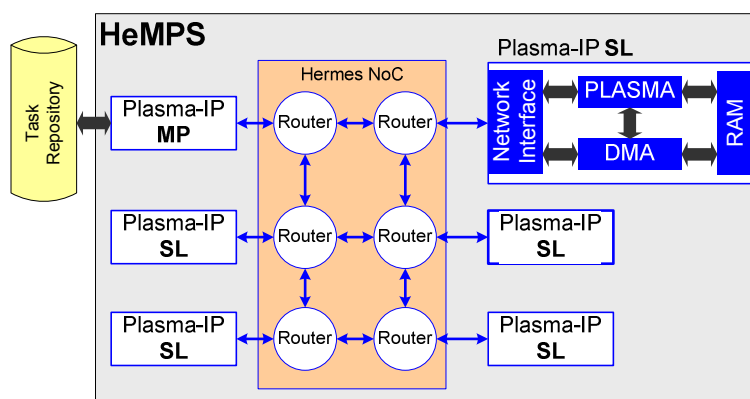 HeMPS
Plasma-IP SL
Hermes NoC
Task
Repository
Plasma-IP
MP
Router
Router
Network
Interface
PLASMA
DMA
RAM
Plasma-IP
SL
Router
Router
Plasma-IP
SL
Plasma-IP
SL
Router
Router
Plasma-IP
SL